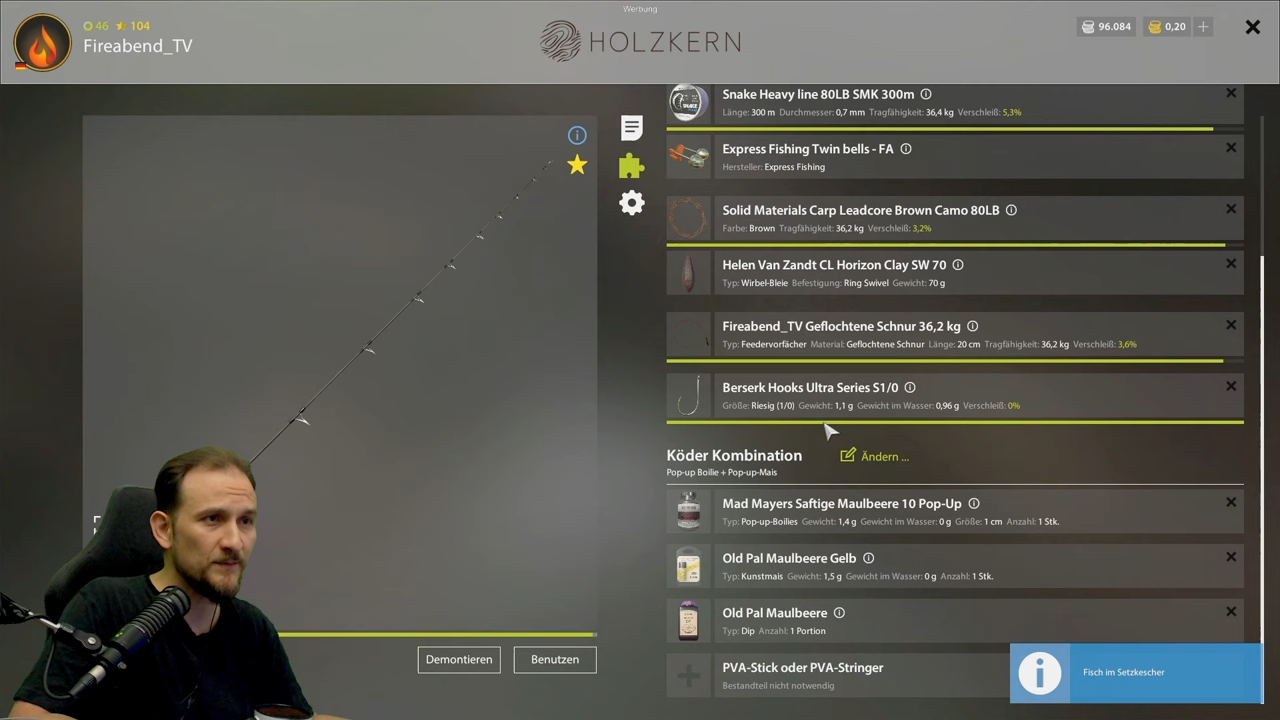 Werbung
46 104
Fireabend_TV
HOLZKERN
96.084
0,20
Snake Heavy line 80LB SMK 300m
Länge: 300 m Durchmesser: 0,7 mm Tragfähigkeit: 36,4 kg Verschleiß: 5,3%
Express Fishing Twin bells - FA
Hersteller: Express Fishing
Solid Materials Carp Leadcore Brown Camo 80LB
Farbe: Brown Tragfähigkeit: 36,2 kg Verschleiß: 3,2%
Helen Van Zandt CL Horizon Clay SW 70
Typ: Wirbel-Bleie Befestigung: Ring Swivel Gewicht: 70 g
Fireabend_TV Geflochtene Schnur 36,2 kg
Typ: Feedervorfächer Material: Geflochtene Schnur Länge: 20 cm Tragfähigkeit: 36,2 kg Verschleiß: 3,6%
Berserk Hooks Ultra Series S1/0
Größe: Riesig (1/0) Gewicht: 1,1 g Gewicht im Wasser: 0,96 g Verschleiß: 0%
Köder Kombination
Ändern ...
Pop-up Boilie + Pop-up-Mais
Mad Mayers Saftige Maulbeere 10 Pop-Up
Typ: Pop-up-Boilies Gewicht: 1,4 g Gewicht im Wasser: 0 g Größe: 1 cm Anzahl: 1 Stk.
Old Pal Maulbeere Gelb
Typ: Kunstmais Gewicht: 1,5 g Gewicht im Wasser: 0 g Anzahl: 1 Stk.
Old Pal Maulbeere
Typ: Dip Anzahl: 1 Portion
PVA-Stick oder PVA-Stringer
Bestandteil nicht notwendig
Demontieren
Benutzen
Fisch im Setzkescher